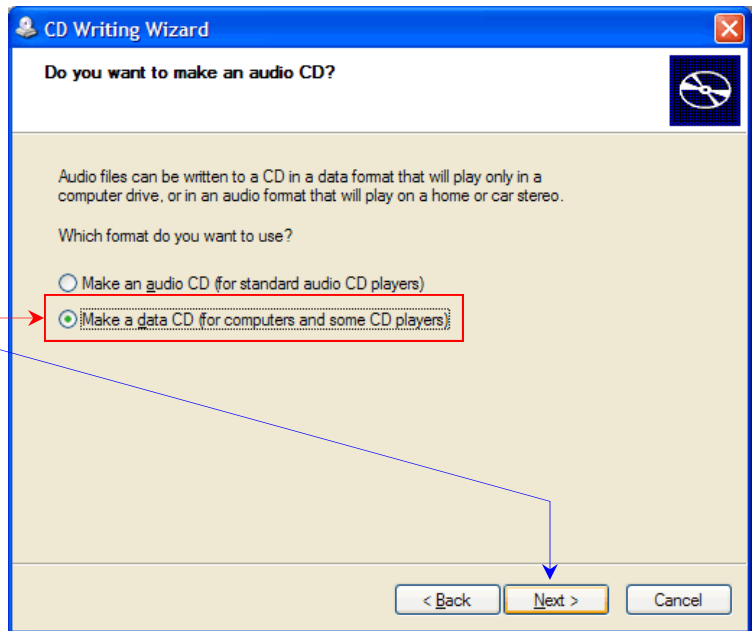 CD Writing Wizard
Do you want to make an audio CD?
Audio files can be written to a CD in a data format that will play only in a
computer drive, or in an audio format that will play on a home or car stereo.
Which format do you want to use?
Make an audio CD (for standard audio CD players)
Make a data CD (for computers and some CD players)
< Back Next > Cancel